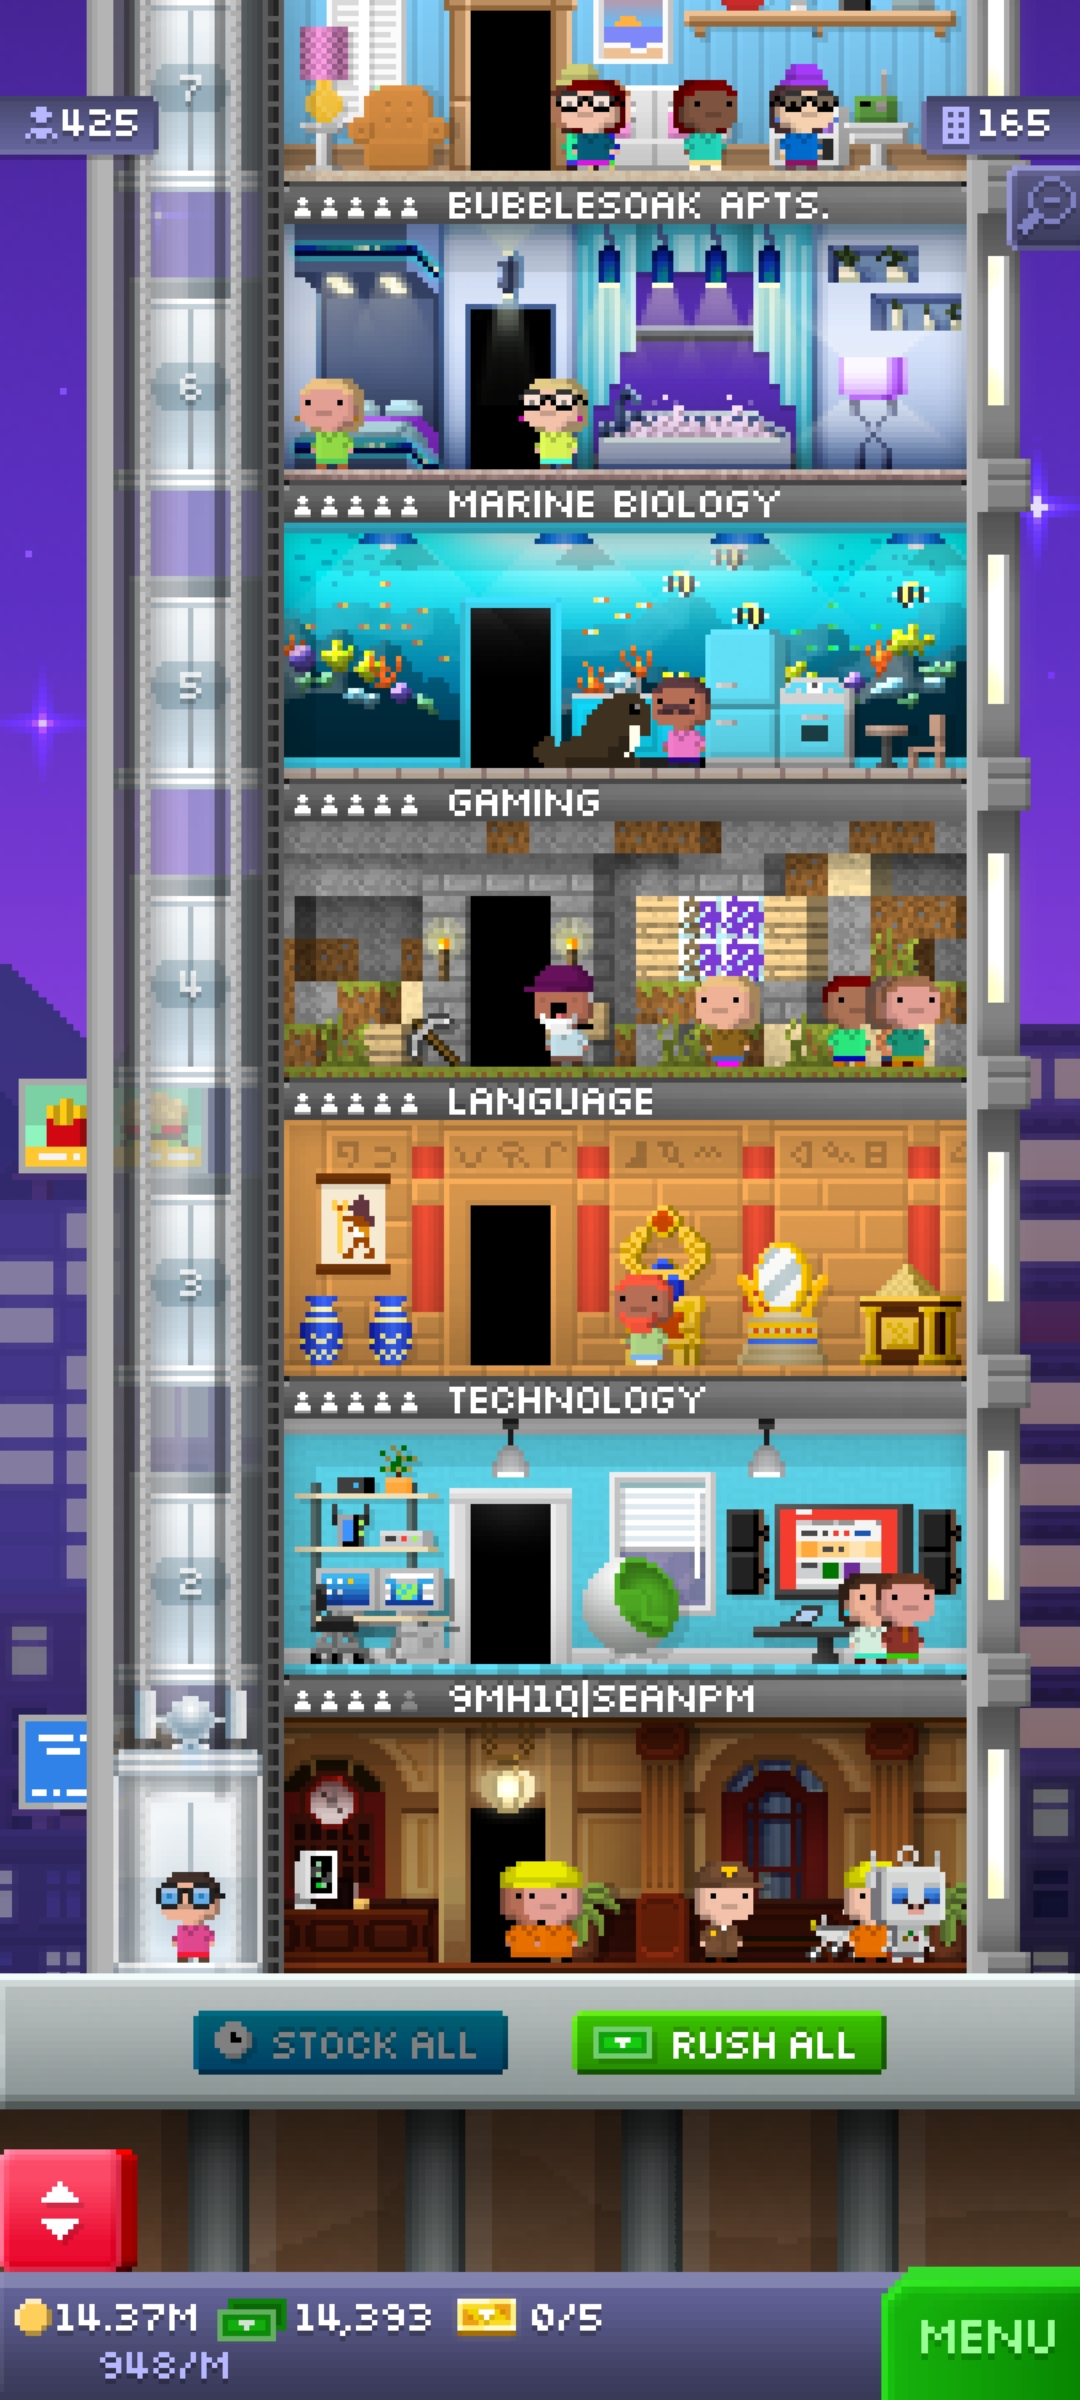 7
425
165
BUBBLESOAK APTS.
6
MARINE BIOLOGY
5
GAMING
4
LANGUAGE
3
TECHNOLOGY
2
9MH1Q|SEANPM
STOCK ALL
RUSH ALL
14.37M
14,393
0/5
948/M
MENU